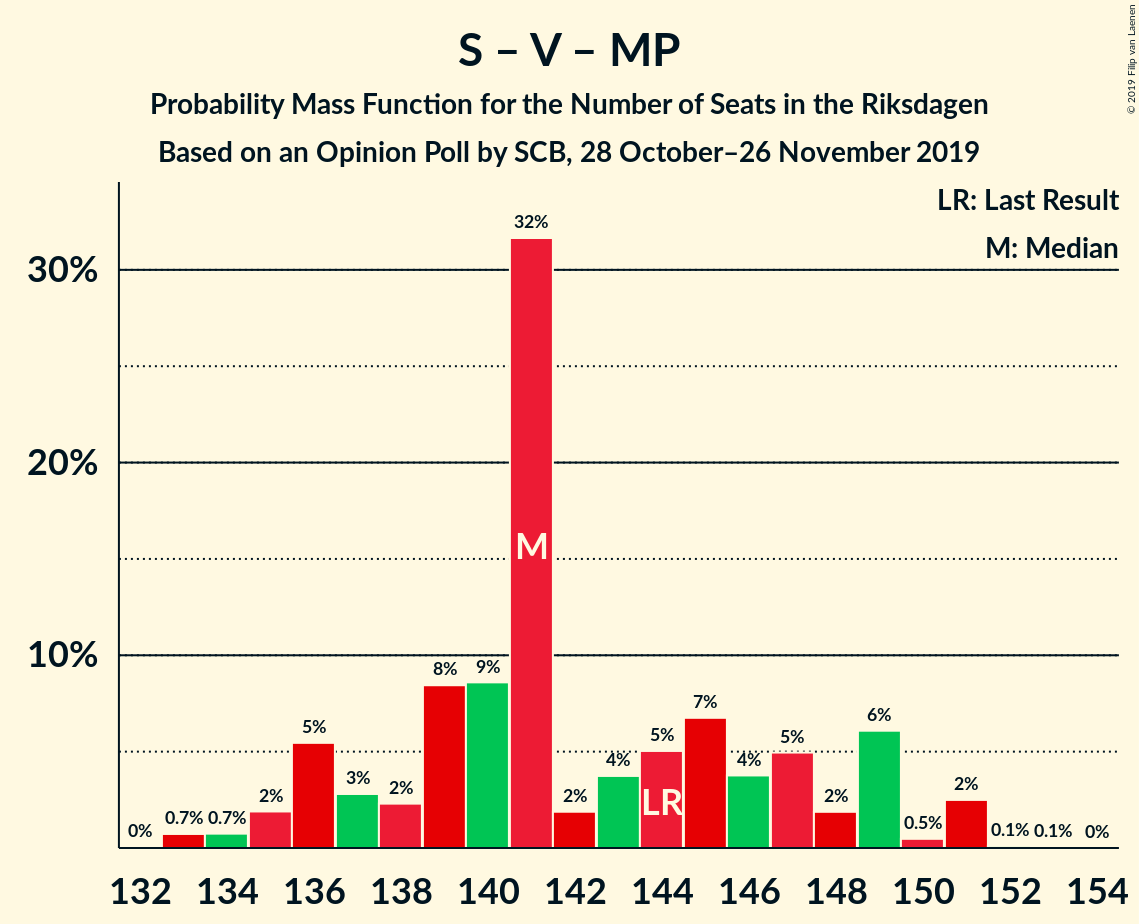 S – V – MP
Probability Mass Function for the Number of Seats in the Riksdagen
Based on an Opinion Poll by SCB, 28 October–26 November 2019
© 2019 Filip van Laenen
LR: Last Result
M: Median
30%
20%
10%
0%
0.7%
0.7%
2%
5%
3%
2%
8%
9%
32%
2%
4%
5%
7%
4%
5%
2%
6%
0.5%
2%
0.1%
0.1%
0%
M
LR
132 134 136 138 140 142 144 146 148 150 152 154